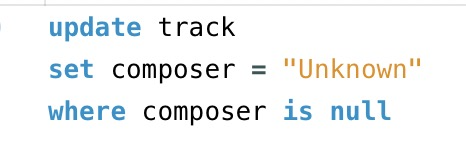 update track
set composer = "Unknown"
where composer is null